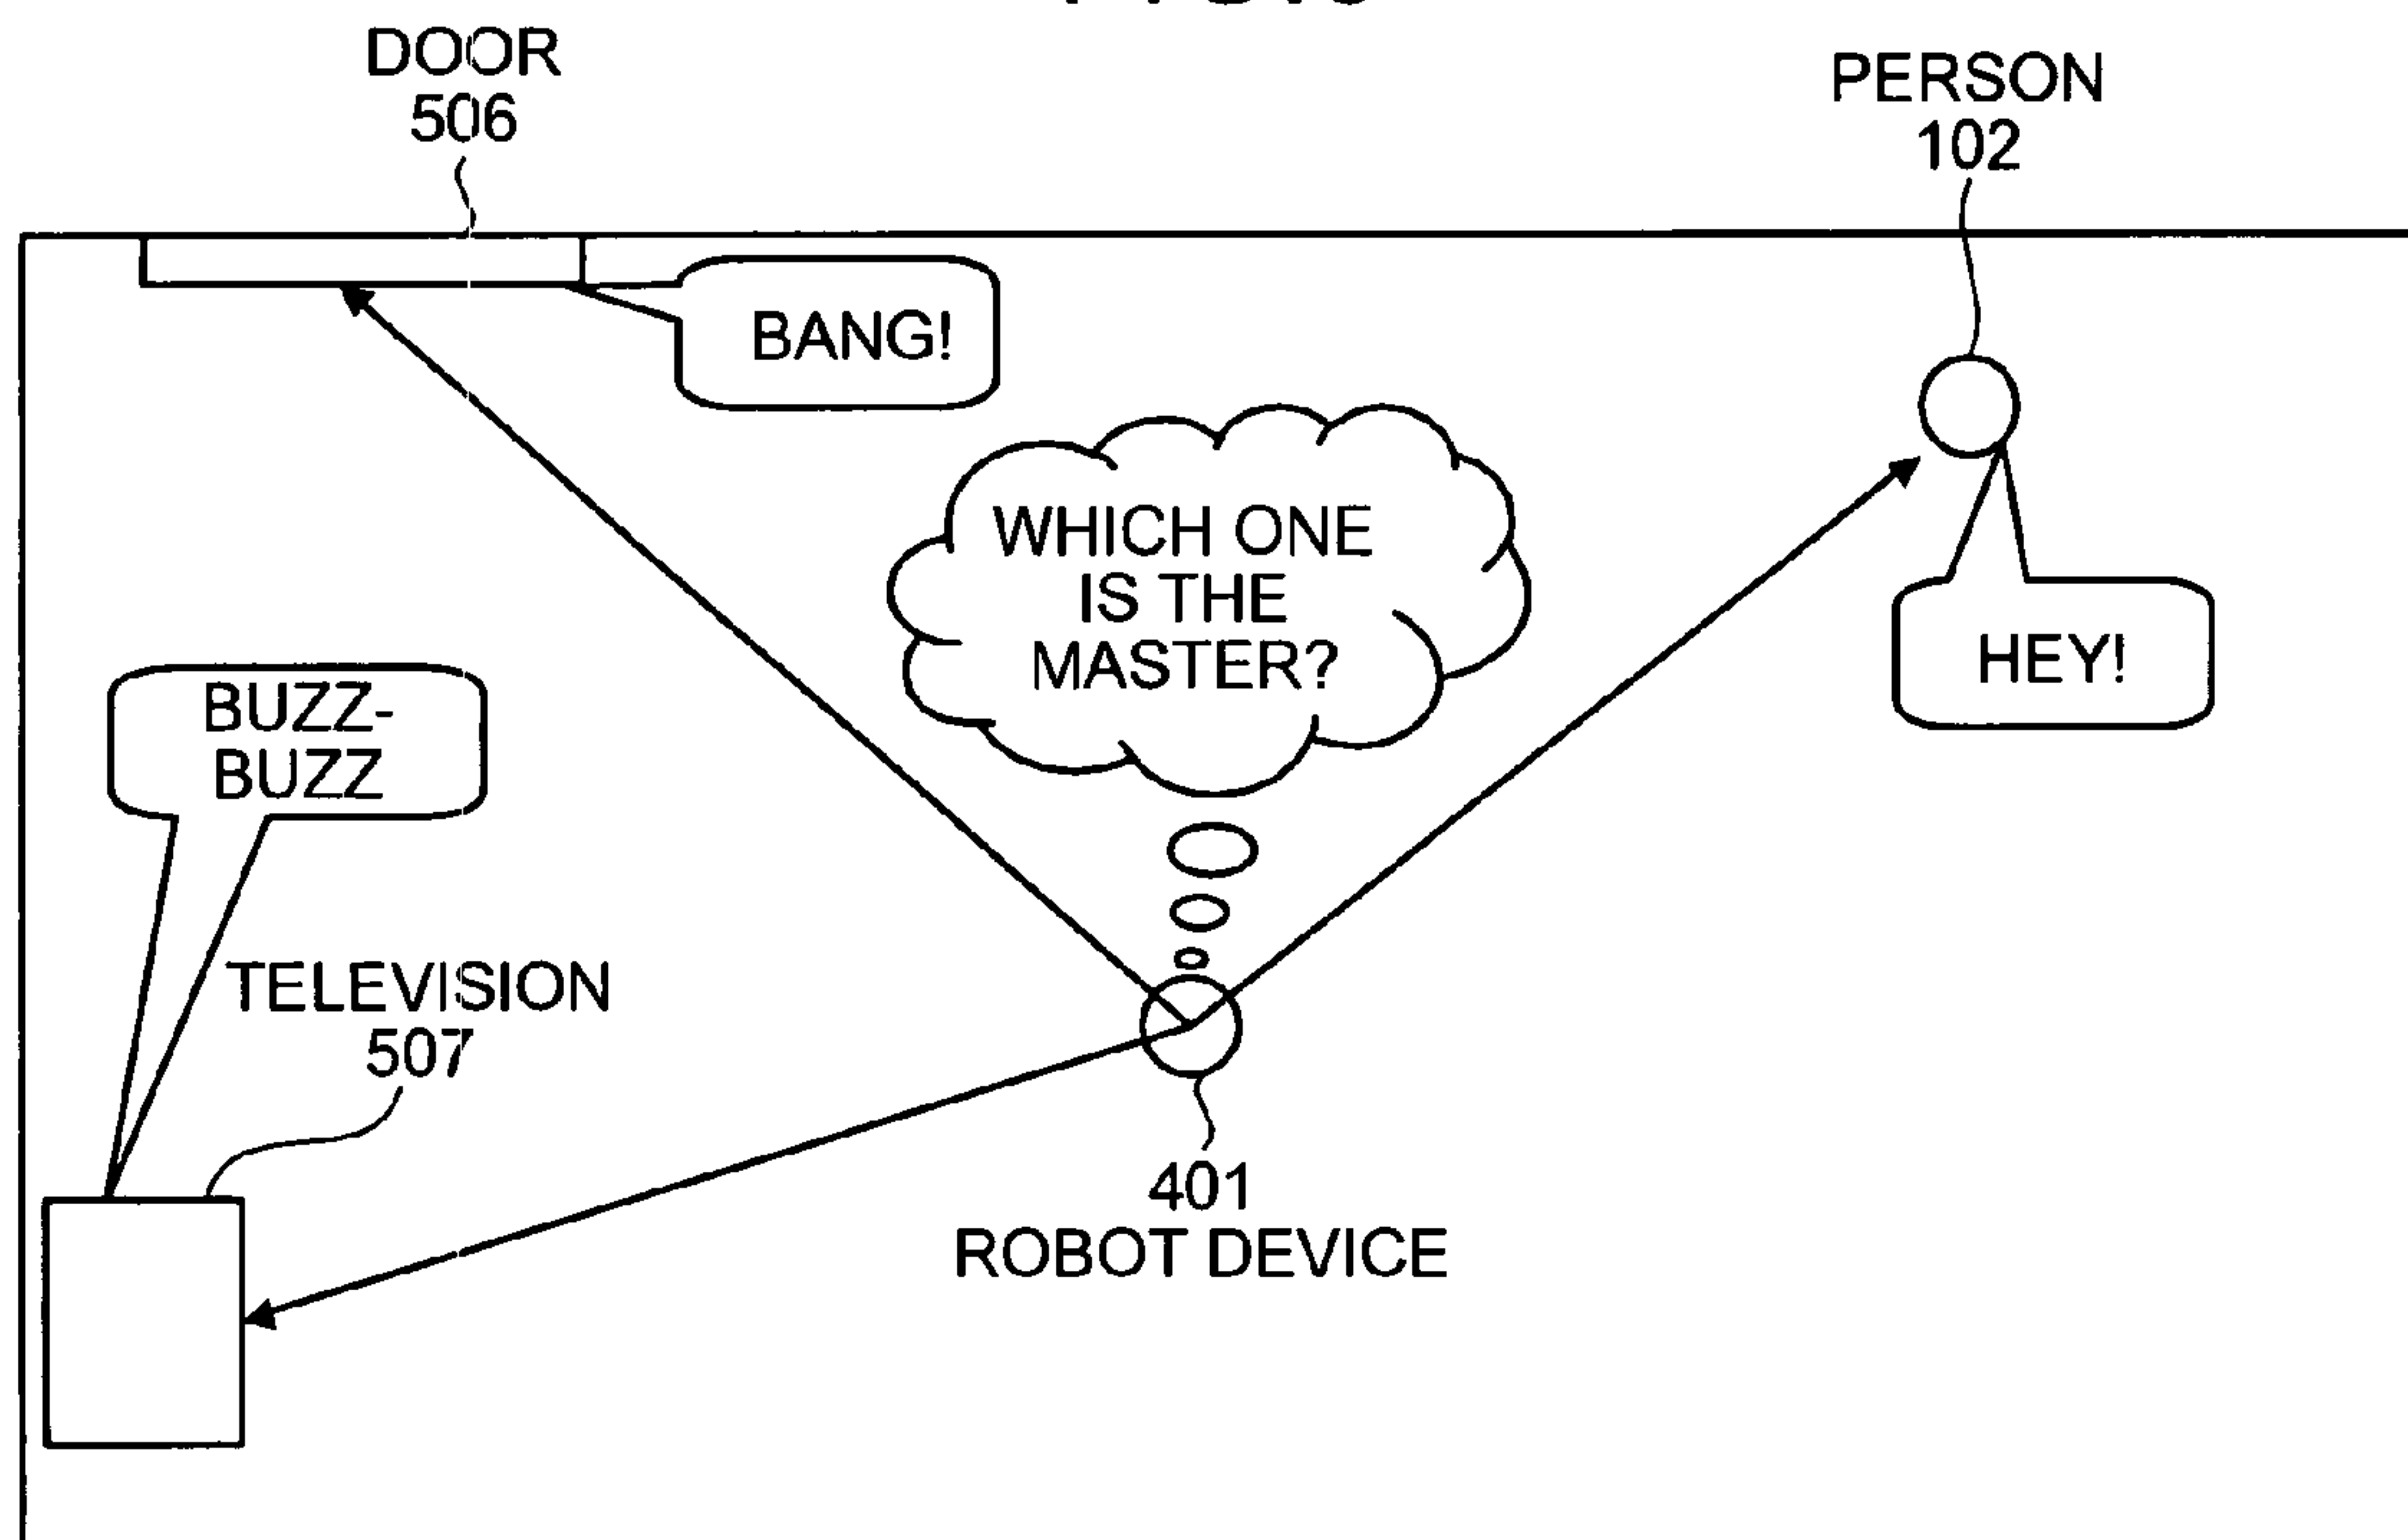 DOOR
506
PERSON
102
BANG!
WHICH ONE
IS THE
MASTER?
HEY!
BUZZ-
BUZZ
TELEVISION
507
401
ROBOT DEVICE